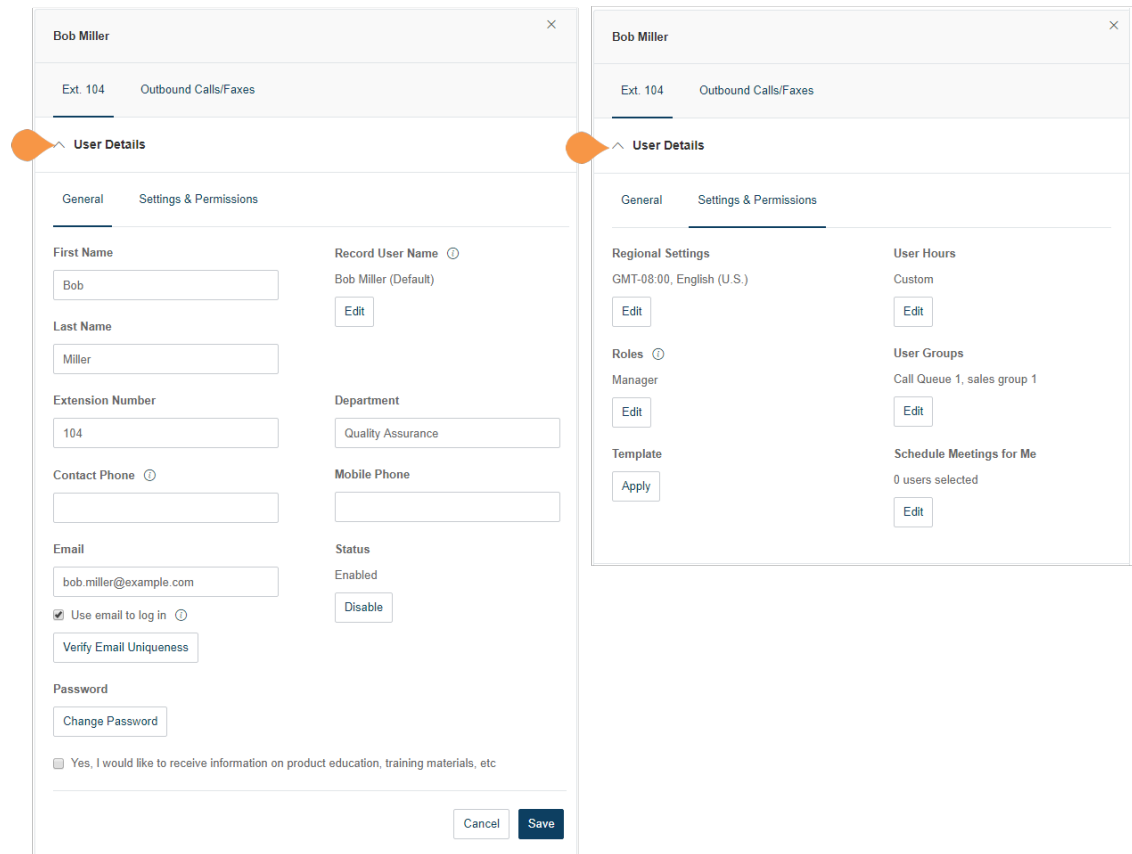 Bob Miller
Ext. 104 Outbound Calls/Faxes
User Details
General Settings & Permissions
First Name
Bob
Record User Name
Bob Miller (Default)
Edit
Last Name
Miller
Extension Number
104
Department
Quality Assurance
Contact Phone
Mobile Phone
Email
bob.miller@example.com
Use email to log in
Verify Email Uniqueness
Status
Enabled
Disable
Password
Change Password
Yes, I would like to receive information on product education, training materials, etc
Cancel Save
Bob Miller
Ext. 104 Outbound Calls/Faxes
User Details
General Settings & Permissions
Regional Settings
GMT-08:00, English (U.S.)
Edit
User Hours
Custom
Edit
Roles
Manager
Edit
User Groups
Call Queue 1, sales group 1
Edit
Template
Apply
Schedule Meetings for Me
0 users selected
Edit